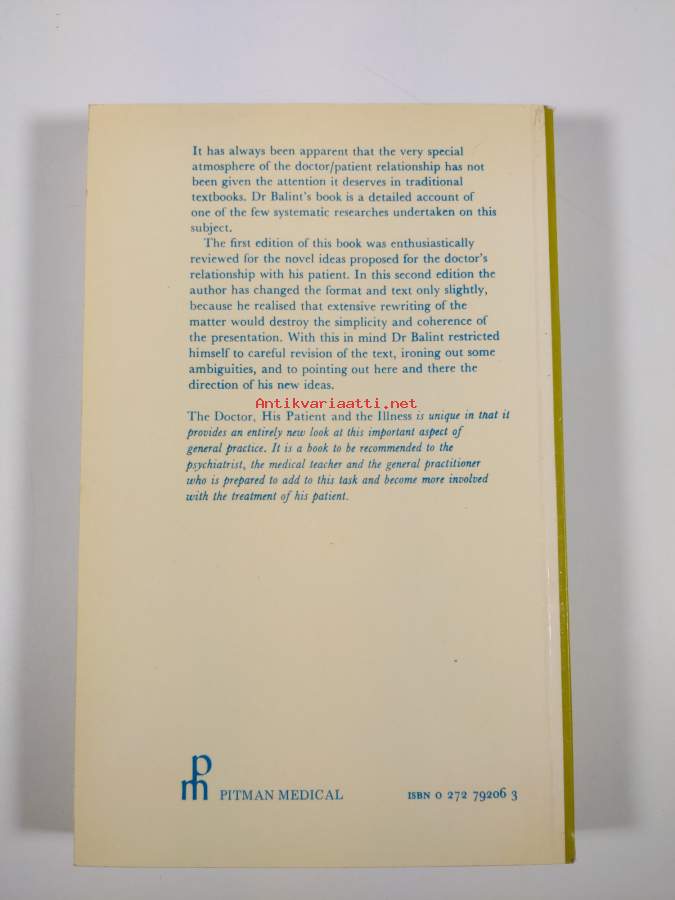 It has always been apparent that the very special
atmosphere of the doctor/patient relationship has not
been given the attention it deserves in traditional
textbooks. Dr Balint's book is a detailed account of
one of the few systematic researches undertaken on this
subject.
The first edition of this book was enthusiastically
reviewed for the novel ideas proposed for the doctor's
relationship with his patient. In this second edition the
author has changed the format and text only slightly,
because he realised that extensive rewriting of the
matter would destroy the simplicity and coherence of
the presentation. With this in mind Dr Balint restricted
himself to careful revision of the text, ironing out some
ambiguities, and to pointing out here and there the
direction of his new ideas.
Antikvariaatti.net
The Doctor, His Patient and the Illness is unique in that it
provides an entirely new look at this important aspect of
general practice. It is a book to be recommended to the
psychiatrist, the medical teacher and the general practitioner
who is prepared to add to this task and become more involved
with the treatment of his patient.
pm PITMAN MEDICAL
ISBN 0 272 79206 3